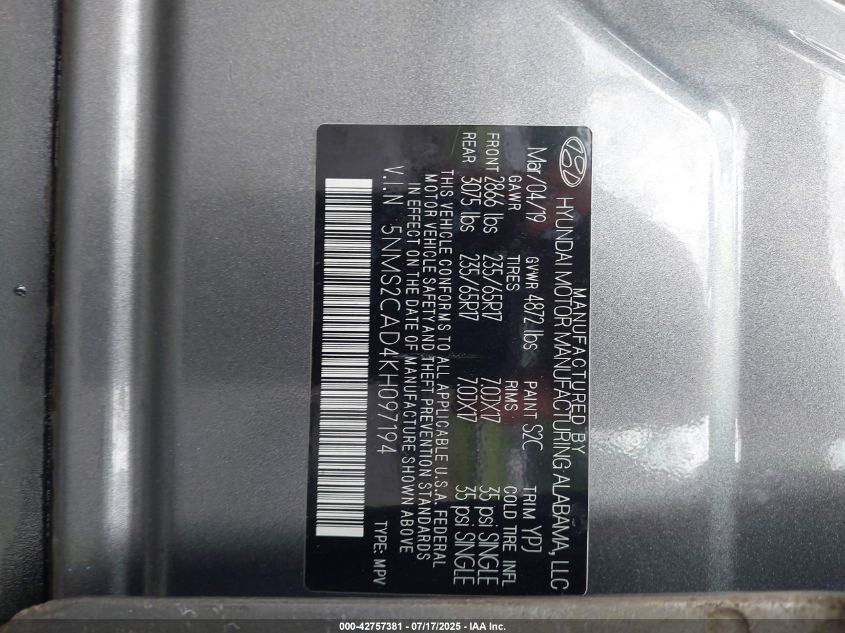 MANUFACTURED BY
HYUNDAI MOTOR MANUFACTURING ALABAMA, LLC
Mar/04/19 GVWR 4872 lbs PAINT S2C TRIM YPJ
GAWR TIRES RIMS COLD TIRE INFL
FRONT 2866 lbs 235/65R17 7.0JX17 35 psi SINGLE
REAR 3075 lbs 235/65R17 7.0JX17 35 psi SINGLE
THIS VEHICLE CONFORMS TO ALL APPLICABLE U.S.A. FEDERAL
MOTOR VEHICLE SAFETY AND THEFT PREVENTION STANDARDS
IN EFFECT ON THE DATE OF MANUFACTURE SHOWN ABOVE
V.I.N 5NMS2CAD4KH097194 TYPE: MPV
000-42757381 - 07/17/2025 - IAA Inc.